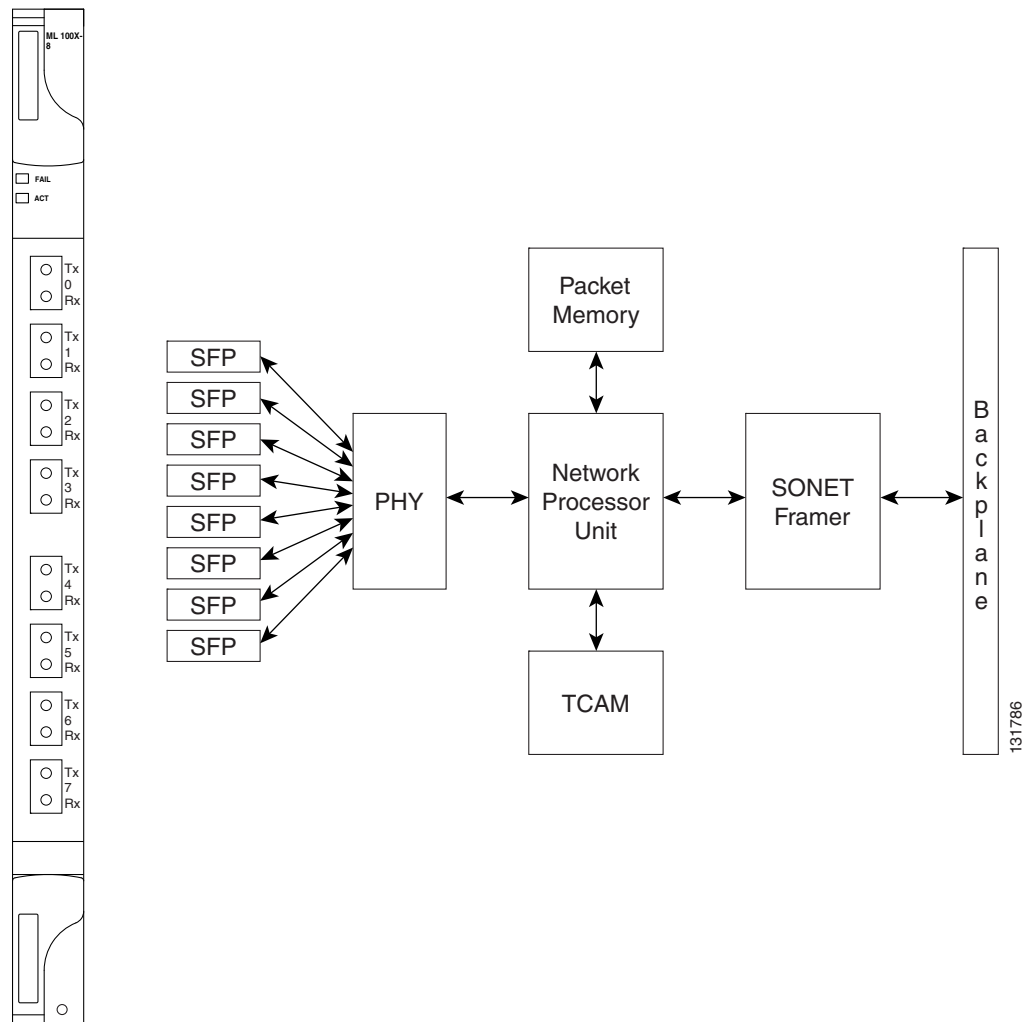 ML 100X-
8
FAIL
ACT
Tx
0
Rx
Tx
1
Rx
Tx
2
Rx
Tx
3
Rx
Tx
4
Rx
Tx
5
Rx
Tx
6
Rx
Tx
7
Rx
SFP
SFP
SFP
SFP
SFP
SFP
SFP
SFP
PHY
Packet
Memory
Network
Processor
Unit
TCAM
SONET
Framer
Backplane
131786